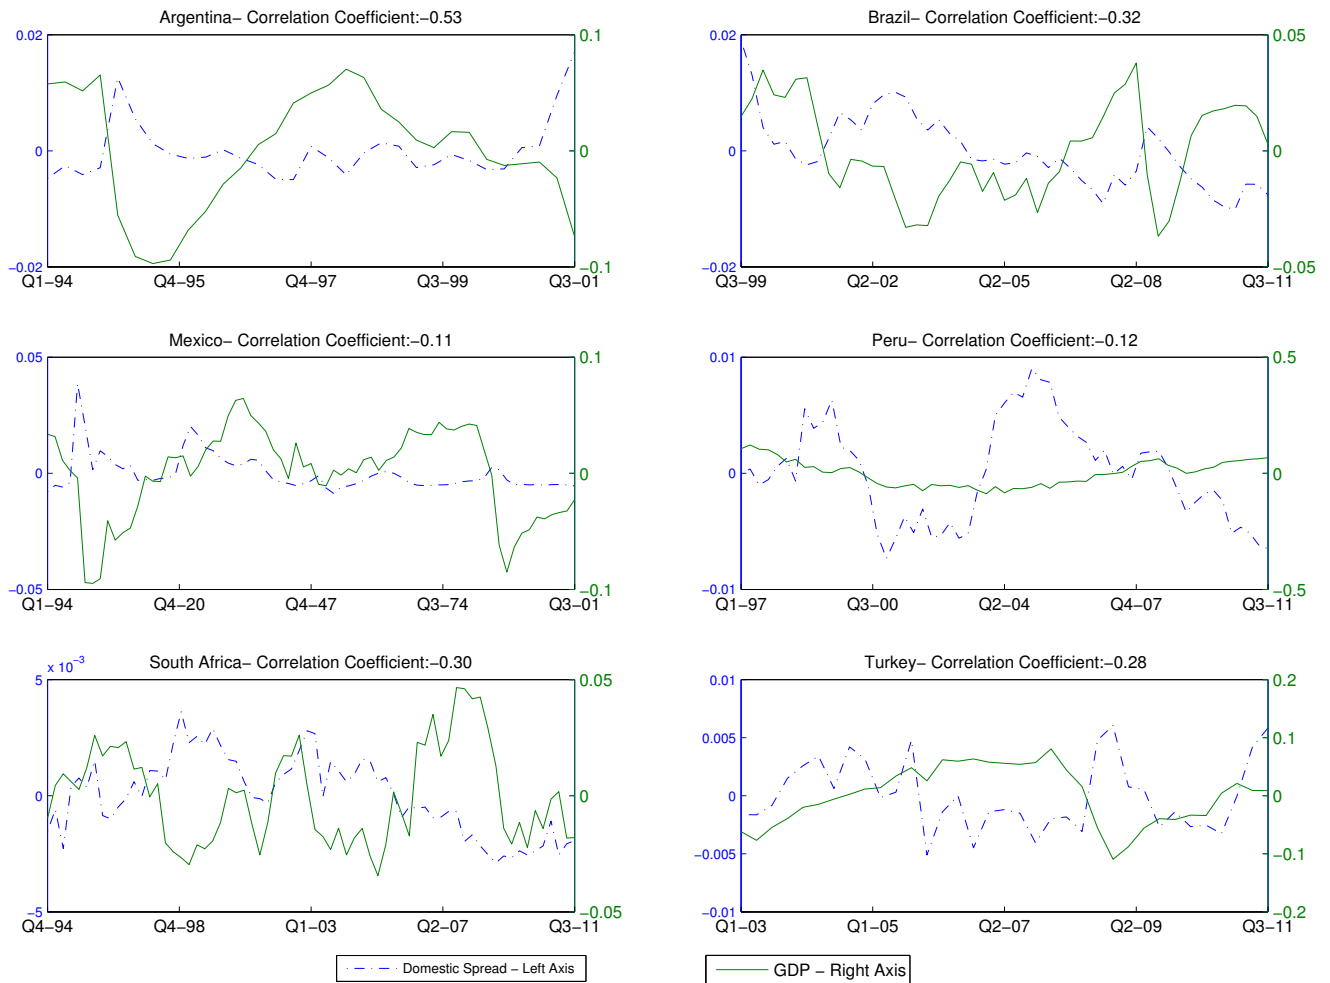 Argentina− Correlation Coefficient:−0.53
0.02
0
−0.02
0.1
0
−0.1
Q1−94 Q4−95 Q4−97 Q3−99 Q3−01
Brazil− Correlation Coefficient:−0.32
0.02
0
−0.02
0.05
0
−0.05
Q3−99 Q2−02 Q2−05 Q2−08 Q3−11
Mexico− Correlation Coefficient:−0.11
0.05
0
−0.05
0.1
0
−0.1
Q1−94 Q4−20 Q4−47 Q3−74 Q3−01
Peru− Correlation Coefficient:−0.12
0.01
0
−0.01
0.5
0
−0.5
Q1−97 Q3−00 Q2−04 Q4−07 Q3−11
South Africa− Correlation Coefficient:−0.30
x 10−3
5
0
−5
0.05
0
−0.05
Q4−94 Q4−98 Q1−03 Q2−07 Q3−11
Turkey− Correlation Coefficient:−0.28
0.01
0.005
0
−0.005
−0.01
0.2
0.1
0
−0.1
−0.2
Q1−03 Q1−05 Q2−07 Q2−09 Q3−11
Domestic Spread − Left Axis
GDP − Right Axis